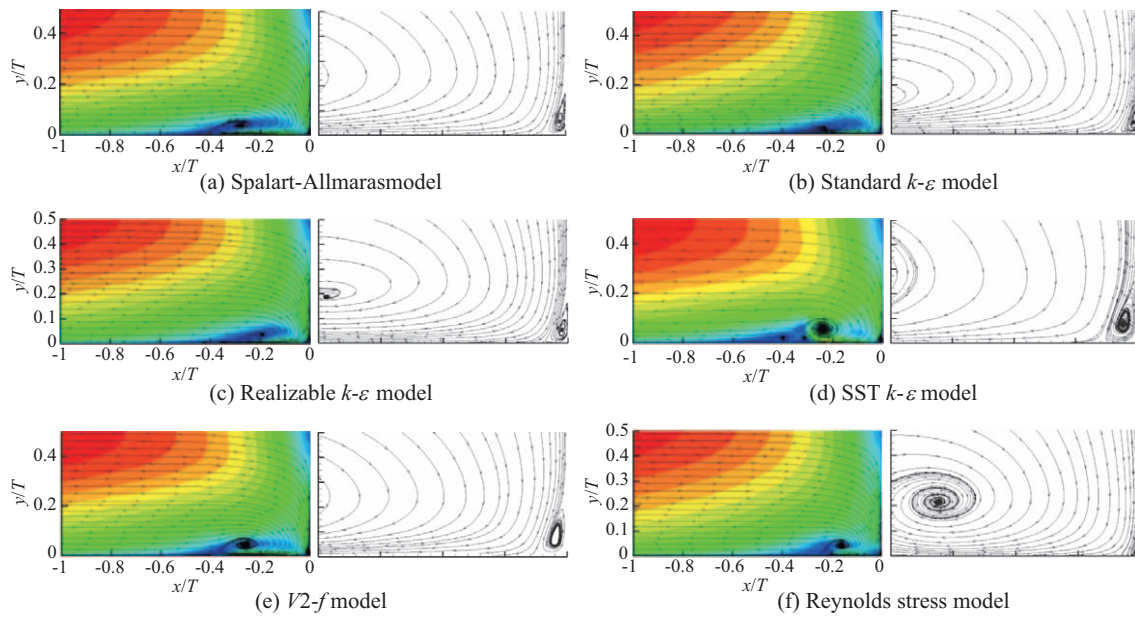 y/T
0.4
0.2
0
-1 -0.8 -0.6 -0.4 -0.2 0
x/T
(a) Spalart-Allmarasmodel
y/T
0.4
0.2
0
-1 -0.8 -0.6 -0.4 -0.2 0
x/T
(b) Standard k-ε model
y/T
0.5
0.4
0.3
0.2
0.1
0
-1 -0.8 -0.6 -0.4 -0.2 0
x/T
(c) Realizable k-ε model
y/T
0.4
0.2
0
-1 -0.8 -0.6 -0.4 -0.2 0
x/T
(d) SST k-ε model
y/T
0.4
0.2
0
-1 -0.8 -0.6 -0.4 -0.2 0
x/T
(e) V2-f model
y/T
0.5
0.4
0.3
0.2
0.1
0
-1 -0.8 -0.6 -0.4 -0.2 0
x/T
(f) Reynolds stress model